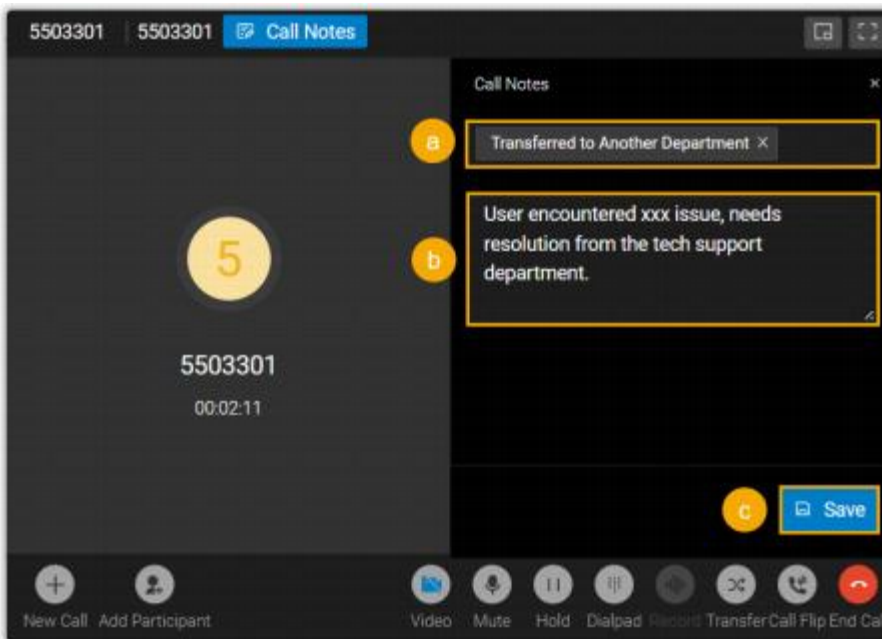 5503301 5503301 Call Notes
Call Notes
a
Transferred to Another Department
b
User encountered xxx issue, needs
resolution from the tech support
department.
5
5503301
00:02:11
c
Save
New Call Add Participant Video Mute Hold Dialpad Record Transfer Call Flip End Cal